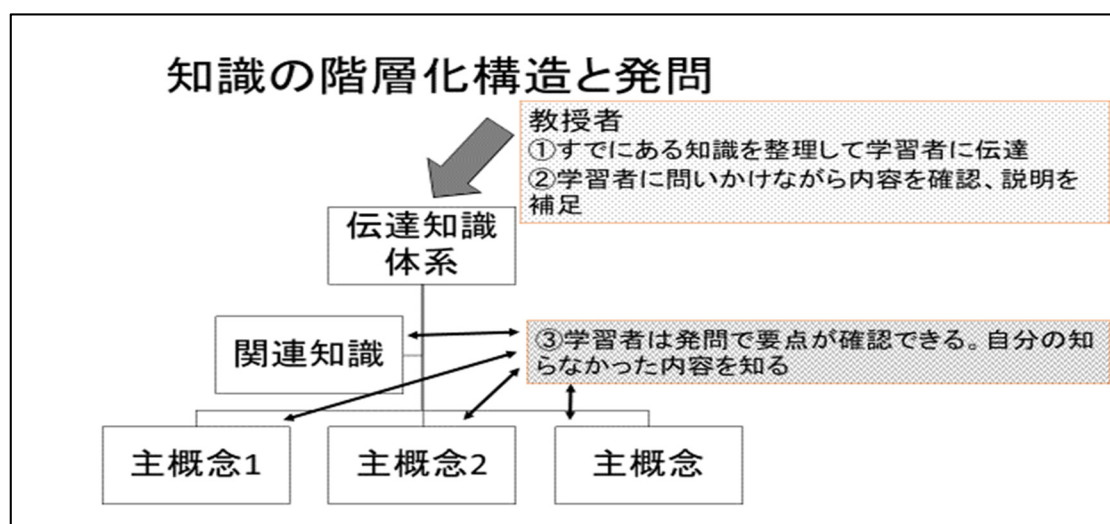 知識の階層化構造と発問
教授者
①すでにある知識を整理して学習者に伝達
②学習者に問いかけながら内容を確認、説明を
補足
伝達知識
体系
関連知識
③学習者は発問で要点が確認できる。自分の知
らなかった内容を知る
主概念1
主概念2
主概念